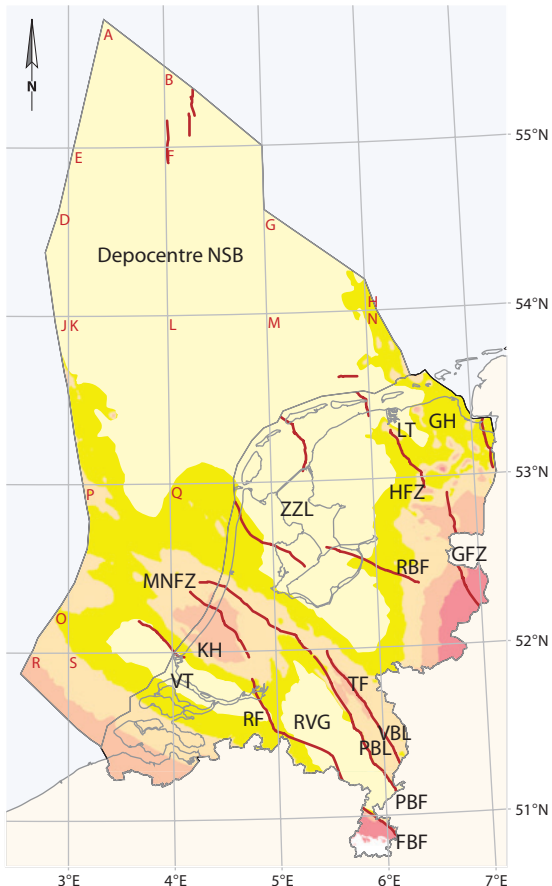 A
B
N
55°N
E
F
D
G
Depocentre NSB
H
54°N
J K
L
M
N
GH
LT
53°N
P
Q
HFZ
ZZL
GFZ
RBF
MNFZ
O
52°N
KH
R
S
VT
TF
RF
RVG
VBL
PBL
PBF
51°N
FBF
3°E
4°E
5°E
6°E
7°E